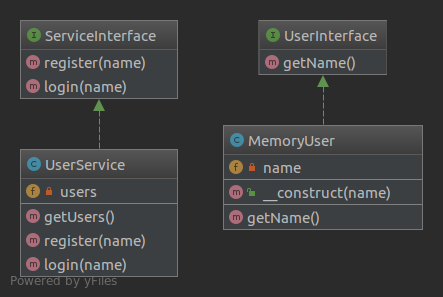 ServiceInterface
register(name)
login(name)
UserInterface
getName()
UserService
users
getUsers()
register(name)
login(name)
MemoryUser
name
__construct(name)
getName()
Powered by yFiles